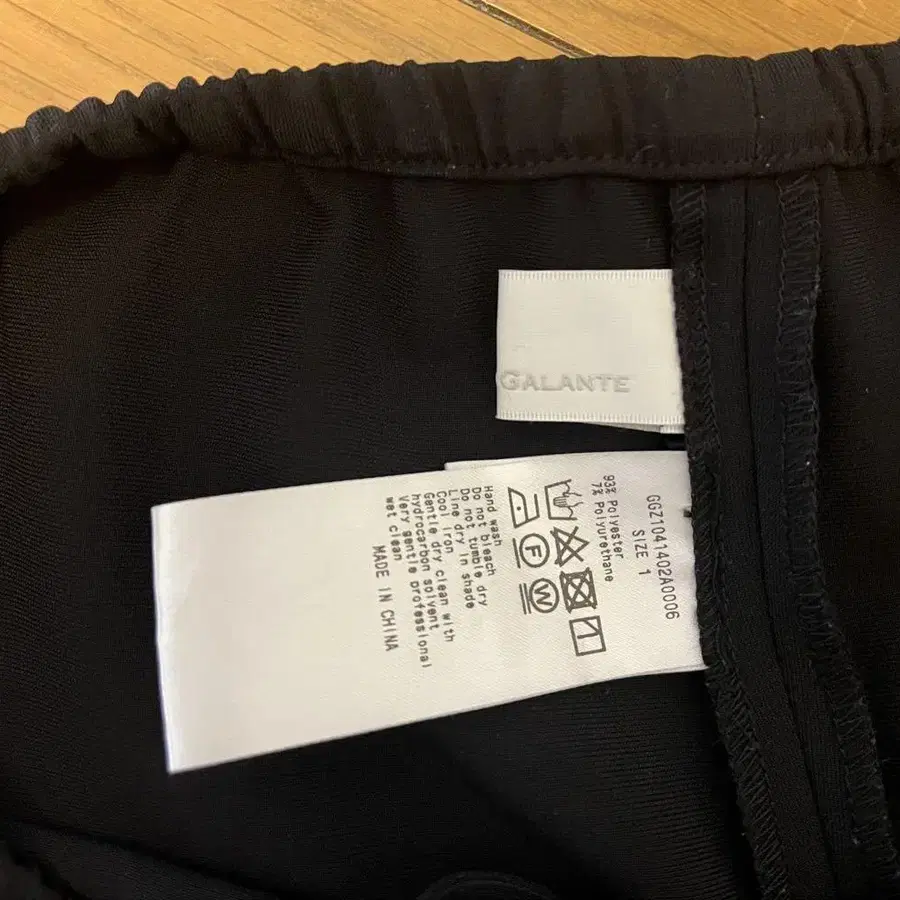 GALANTE
GGZ1041402A0006
SIZE 1
93% Polyester
7% Polyurethane
F
W
Hand wash
Do not bleach
Do not tumble dry
Line dry in shade
Cool iron
Gentle dry clean with
hydrocarbon solvent
Very gentle professional
wet clean
MADE IN CHINA